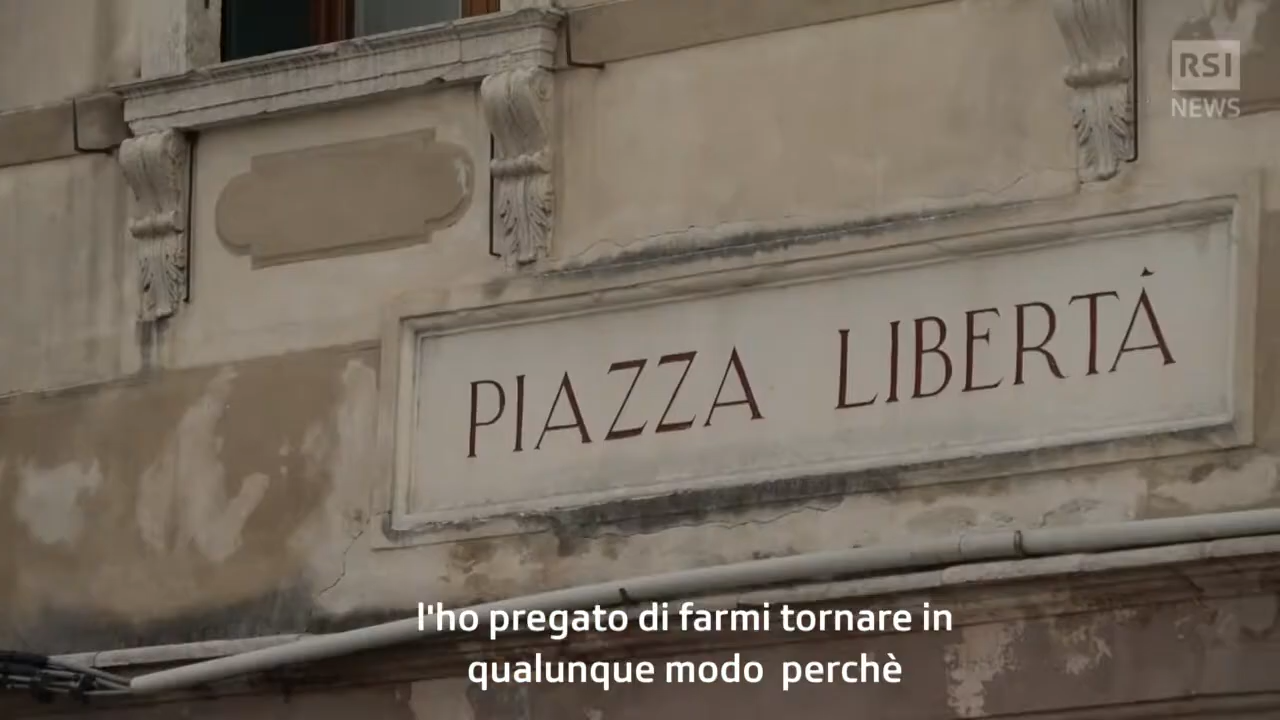 RSI
NEWS
PIAZZA LIBERTÀ
l'ho pregato di farmi tornare in
qualunque modo perchè